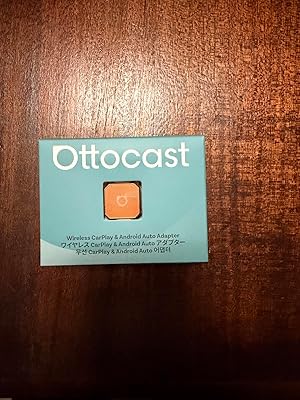 Ottocast
Wireless CarPlay & Android Auto Adapter
ワイヤレス CarPlay & Android Auto アダプター
무선 CarPlay & Android Auto 어댑터